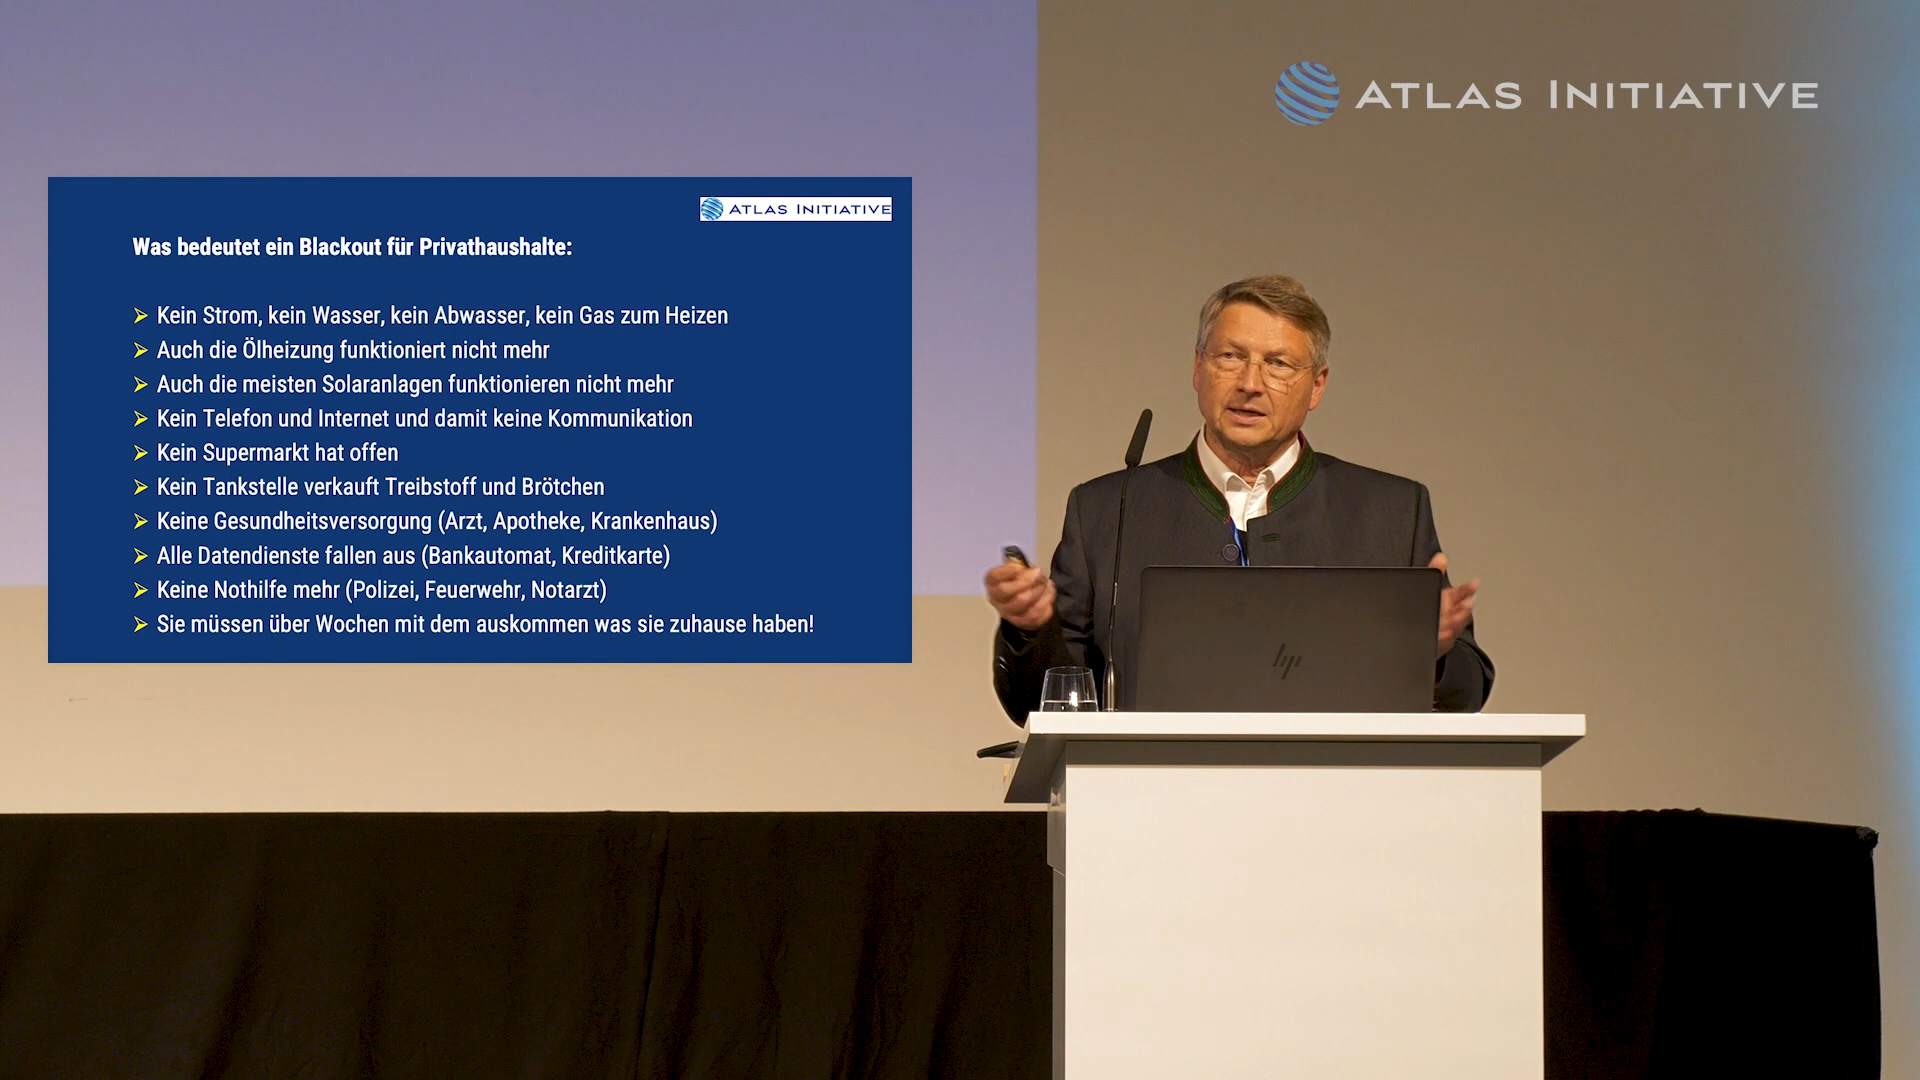 ATLAS INITIATIVE
ATLAS INITIATIVE
Was bedeutet ein Blackout für Privathaushalte:
➢ Kein Strom, kein Wasser, kein Abwasser, kein Gas zum Heizen
➢ Auch die Ölheizung funktioniert nicht mehr
➢ Auch die meisten Solaranlagen funktionieren nicht mehr
➢ Kein Telefon und Internet und damit keine Kommunikation
➢ Kein Supermarkt hat offen
➢ Kein Tankstelle verkauft Treibstoff und Brötchen
➢ Keine Gesundheitsversorgung (Arzt, Apotheke, Krankenhaus)
➢ Alle Datendienste fallen aus (Bankautomat, Kreditkarte)
➢ Keine Nothilfe mehr (Polizei, Feuerwehr, Notarzt)
➢ Sie müssen über Wochen mit dem auskommen was sie zuhause haben!
hp